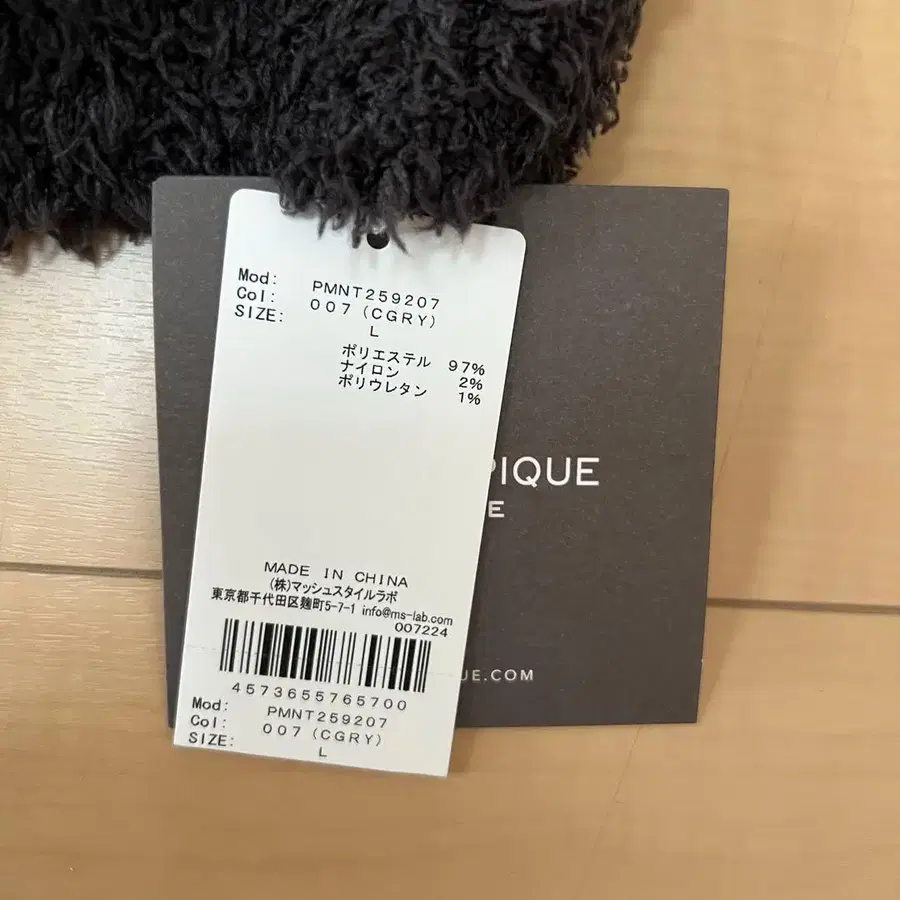 Mod: PMNT259207
Col: 007 (CGRY)
SIZE: L
ポリエステル 97%
ナイロン 2%
ポリウレタン 1%
PIQUE
E
MADE IN CHINA
(株)マッシュスタイルラボ
東京都千代田区麹町5-7-1 info@ms-lab.com
007224
4573655765700
UE.COM
Mod: PMNT259207
Col: 007 (CGRY)
SIZE: L